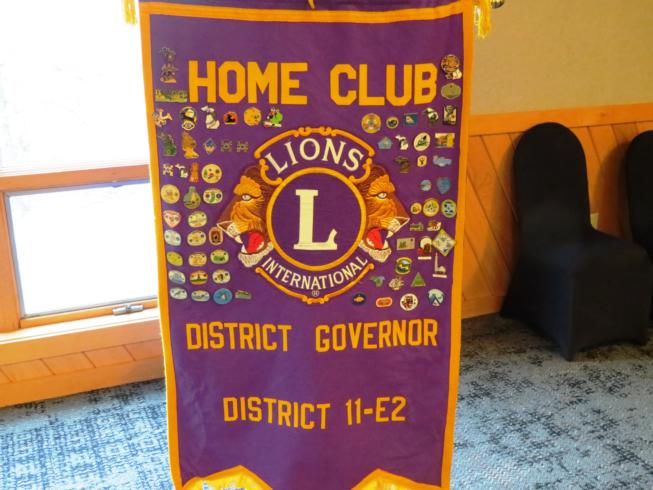 HOME CLUB
LIONS
L
INTERNATIONAL
®
DISTRICT GOVERNOR
DISTRICT 11-E2